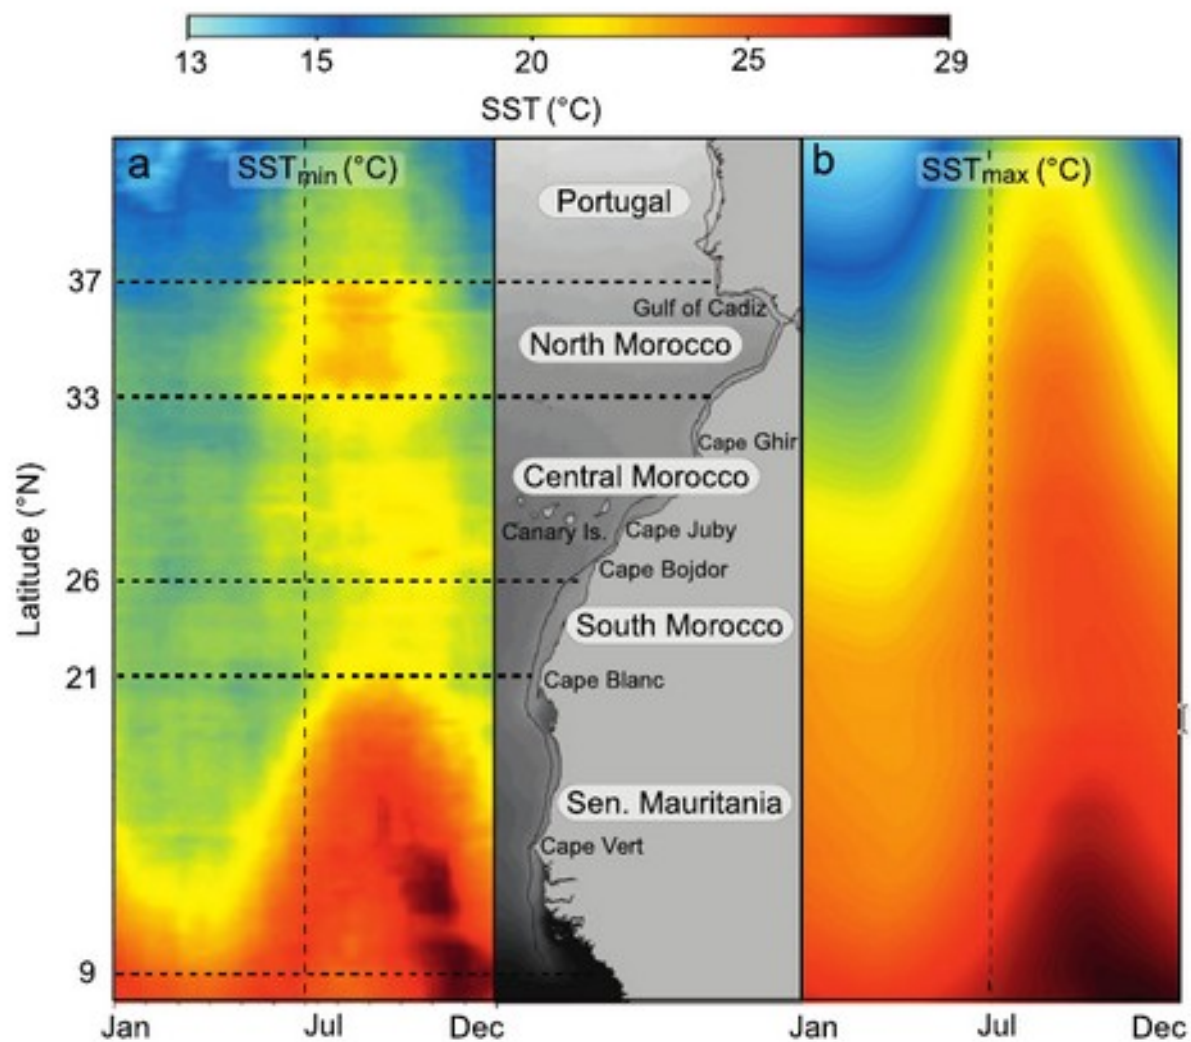 13 15 20 25 29
SST (°C)
a SSTmin (°C)
b SSTmax (°C)
Portugal
37
Gulf of Cadiz
North Morocco
33
Cape Ghir
Central Morocco
Canary Is. Cape Juby
Cape Bojdor
26
South Morocco
21
Cape Blanc
Sen. Mauritania
Cape Vert
9
Latitude (°N)
Jan Jul Dec Jan Jul Dec